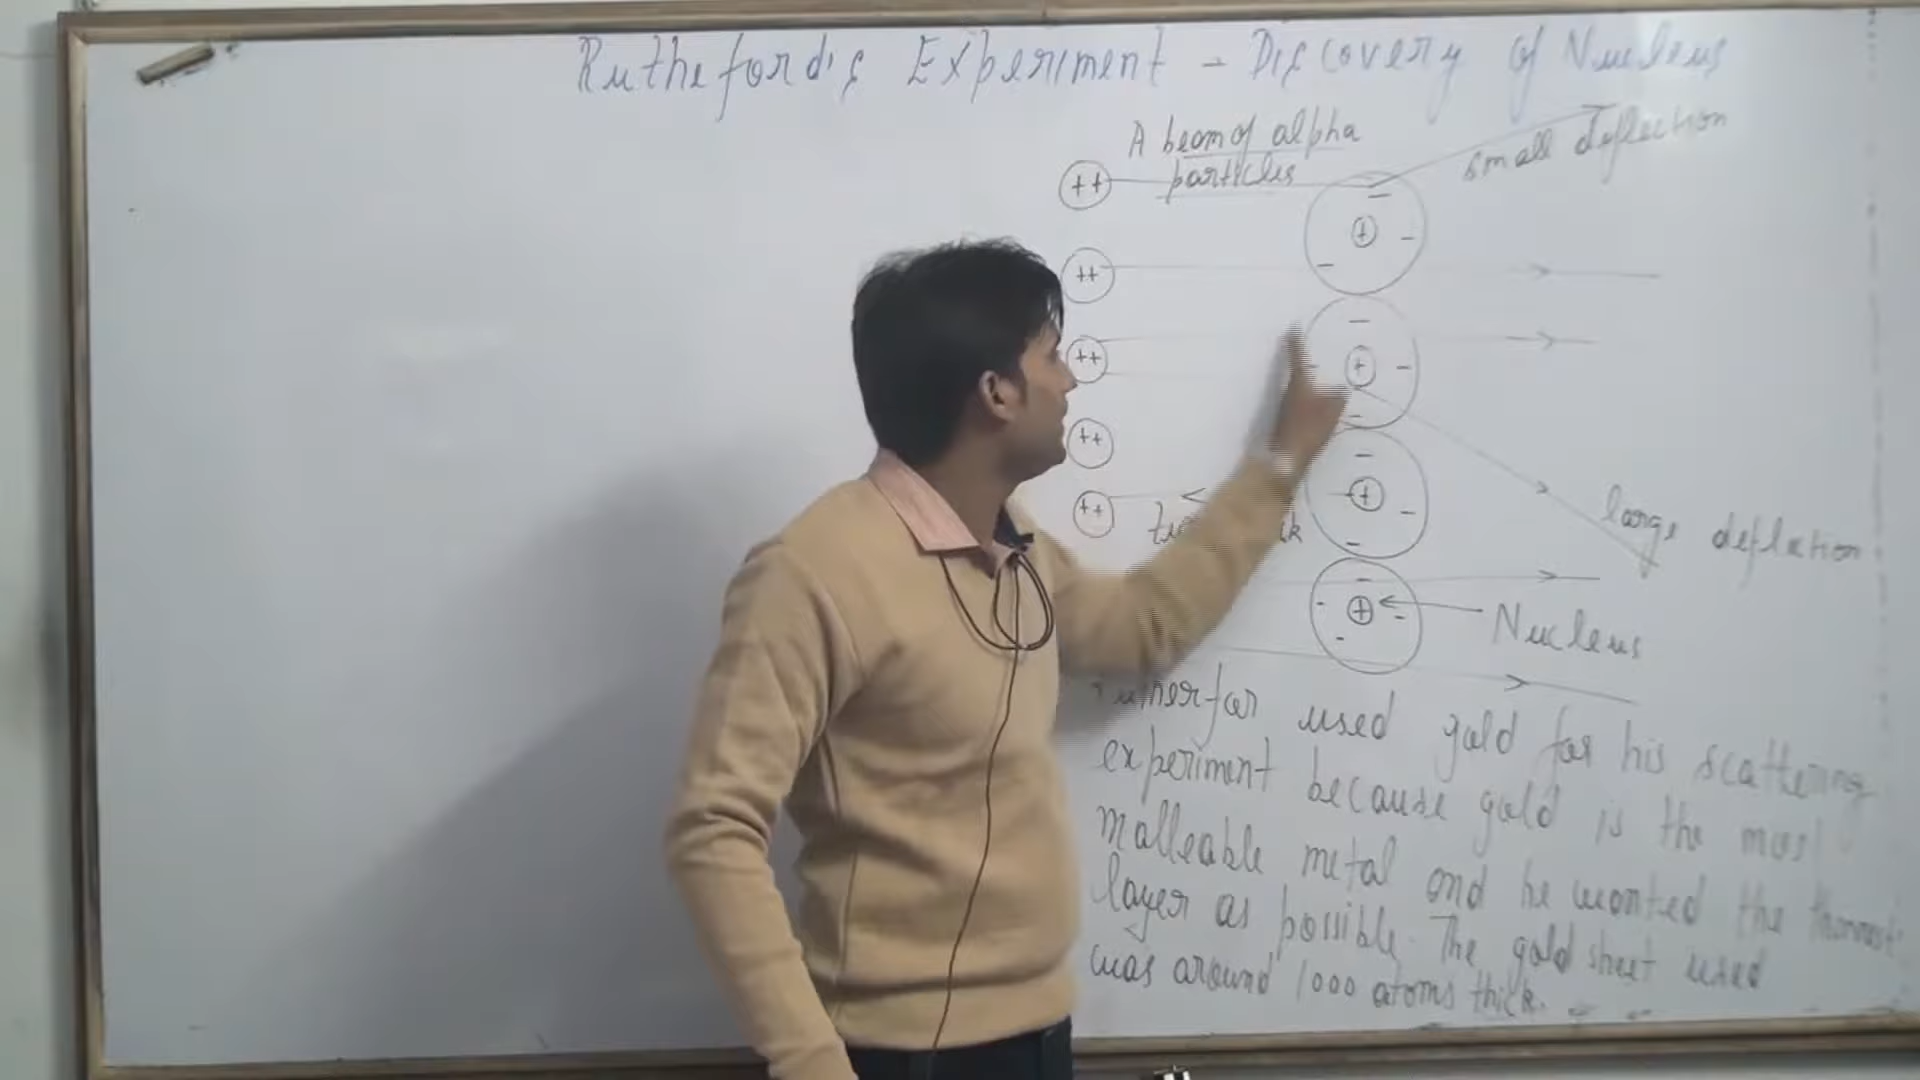 Rutheford's Experiment - Discovery of Nucleus
A beam of alpha
particles
small deflection
++
++
++
++
++
large deflection
Nucleus
used gold for his scattering
experiment because gold is the most
malleable metal and he wanted the thinnest
layer as possible. The gold sheet used
was around 1000 atoms thick.